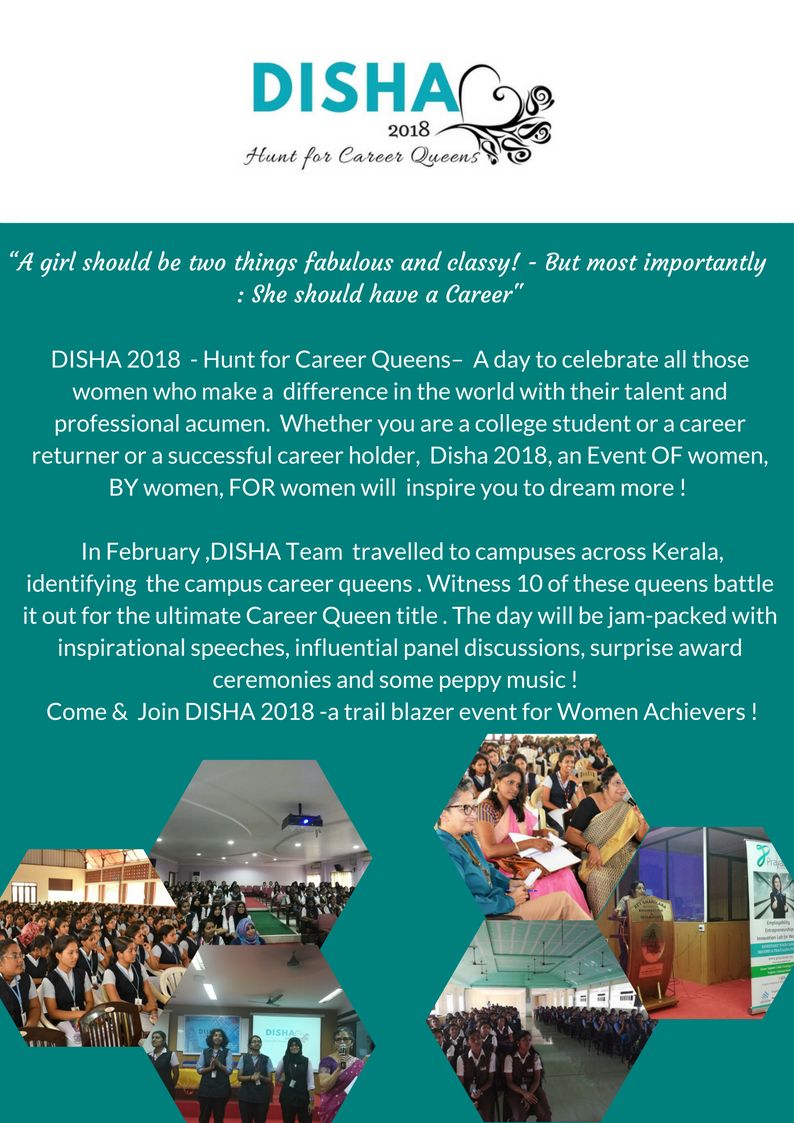 DISHA
2018
Hunt for Career Queens
“A girl should be two things fabulous and classy! - But most importantly
: She should have a Career"
DISHA 2018 - Hunt for Career Queens– A day to celebrate all those
women who make a difference in the world with their talent and
professional acumen. Whether you are a college student or a career
returner or a successful career holder, Disha 2018, an Event OF women,
BY women, FOR women will inspire you to dream more !
In February ,DISHA Team travelled to campuses across Kerala,
identifying the campus career queens . Witness 10 of these queens battle
it out for the ultimate Career Queen title . The day will be jam-packed with
inspirational speeches, influential panel discussions, surprise award
ceremonies and some peppy music !
Come & Join DISHA 2018 -a trail blazer event for Women Achievers !
Employability
Entrepreneurship
Innovation Lab for
DISHA